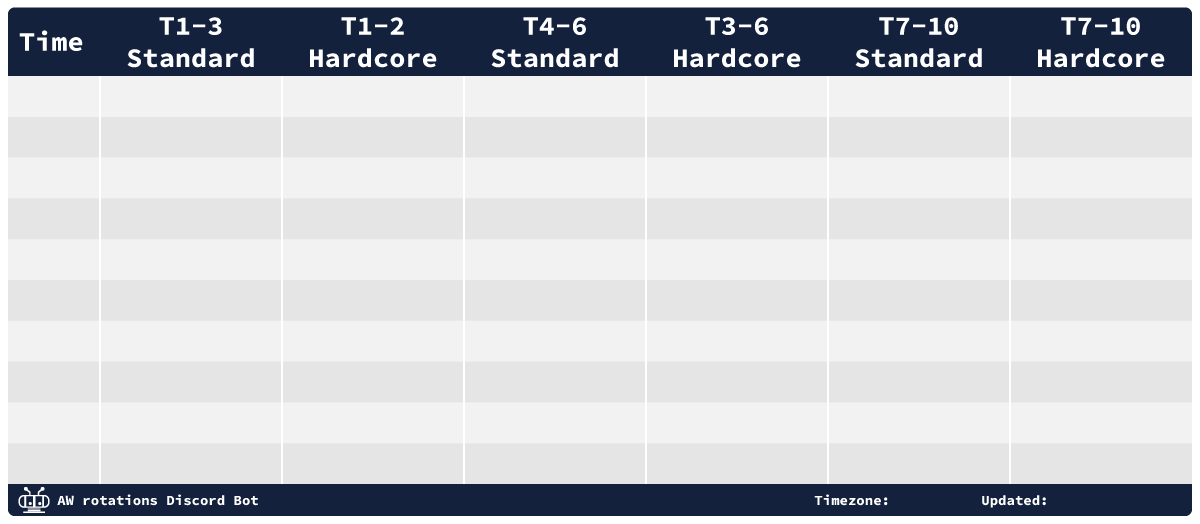 Time
T1-3
Standard
T1-2
Hardcore
T4-6
Standard
T3-6
Hardcore
T7-10
Standard
T7-10
Hardcore
AW rotations Discord Bot
Timezone:
Updated: